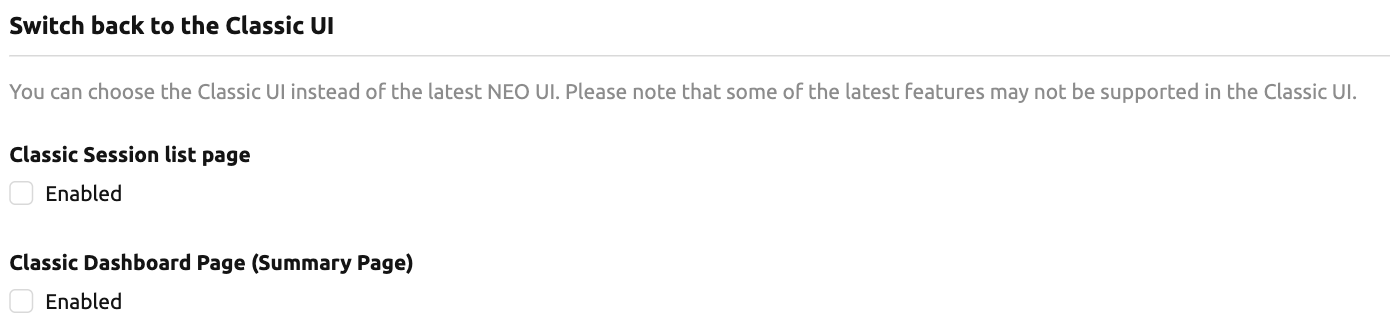 Switch back to the Classic UI
You can choose the Classic UI instead of the latest NEO UI. Please note that some of the latest features may not be supported in the Classic UI.
Classic Session list page
Enabled
Classic Dashboard Page (Summary Page)
Enabled